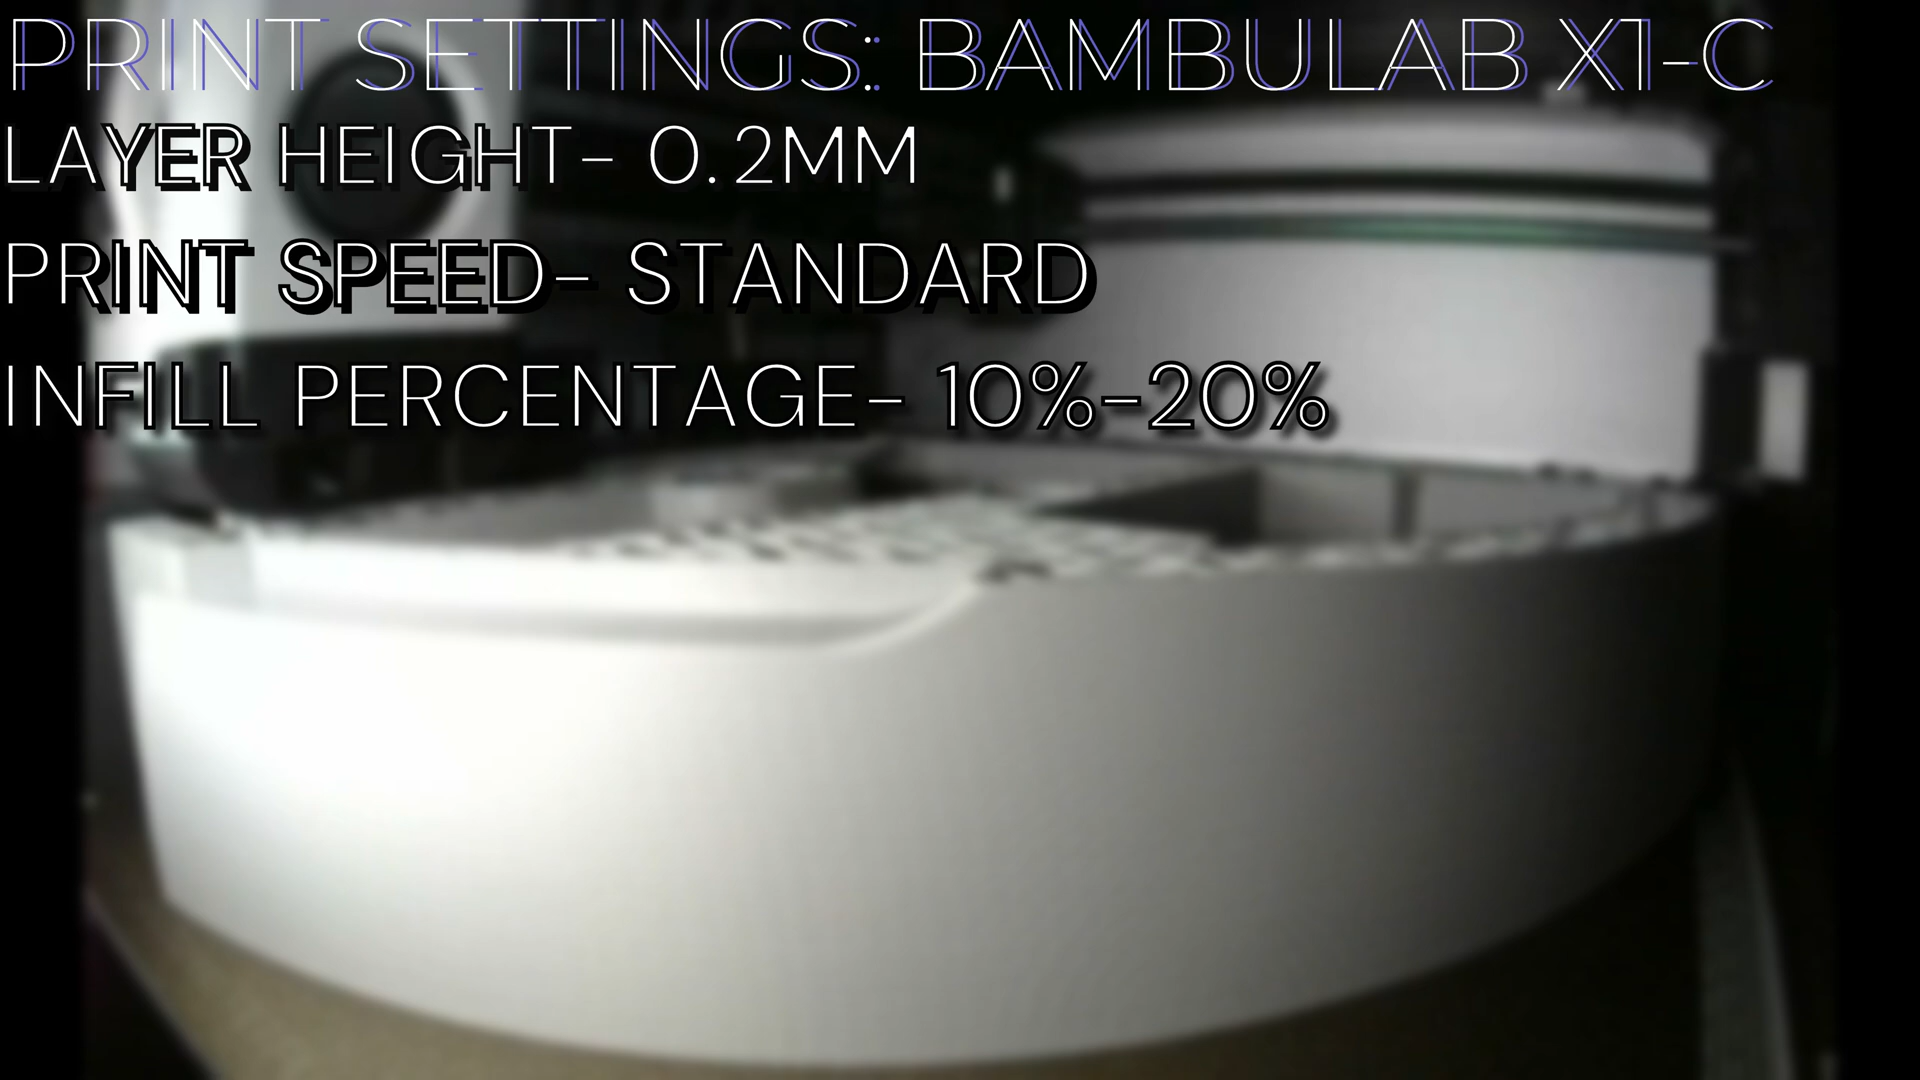 PRINT SETTINGS: BAMBULAB X1-C
LAYER HEIGHT- 0.2MM
PRINT SPEED- STANDARD
INFILL PERCENTAGE- 10%-20%